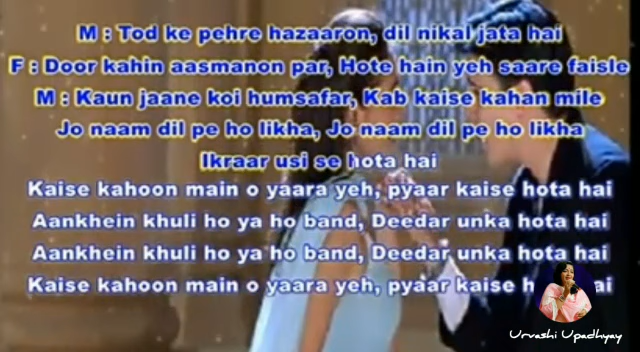 M : Tod ke pehre hazaaron, dil nikal jata hai
F : Door kahin aasmanon par, Hote hain yeh saare faisle
M : Kaun jaane koi humsafar, Kab kaise kahan mile
Jo naam dil pe ho likha, Jo naam dil pe ho likha
Ikraar usi se hota hai
Kaise kahoon main o yaara yeh, pyaar kaise hota hai
Aankhein khuli ho ya ho band, Deedar unka hota hai
Aankhein khuli ho ya ho band, Deedar unka hota hai
Kaise kahoon main o yaara yeh, pyaar kaise h ai
Urvashi Upadhyay